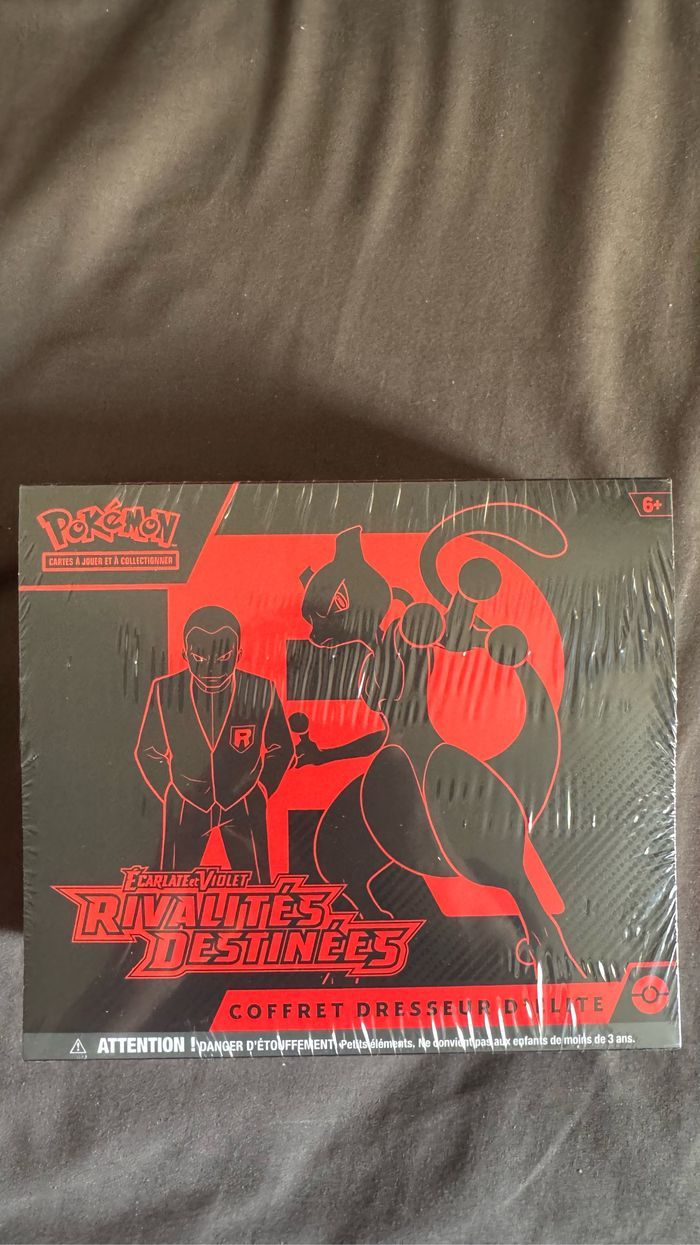 POKÉMON
CARTES À JOUER ET À COLLECTIONNER
6+
R
ÉCARLATE ET VIOLET
RIVALITÉS
DESTINÉES
COFFRET DRESSEUR D'ÉLITE
ATTENTION ! DANGER D'ÉTOUFFEMENT - Petits éléments. Ne convient pas aux enfants de moins de 3 ans.